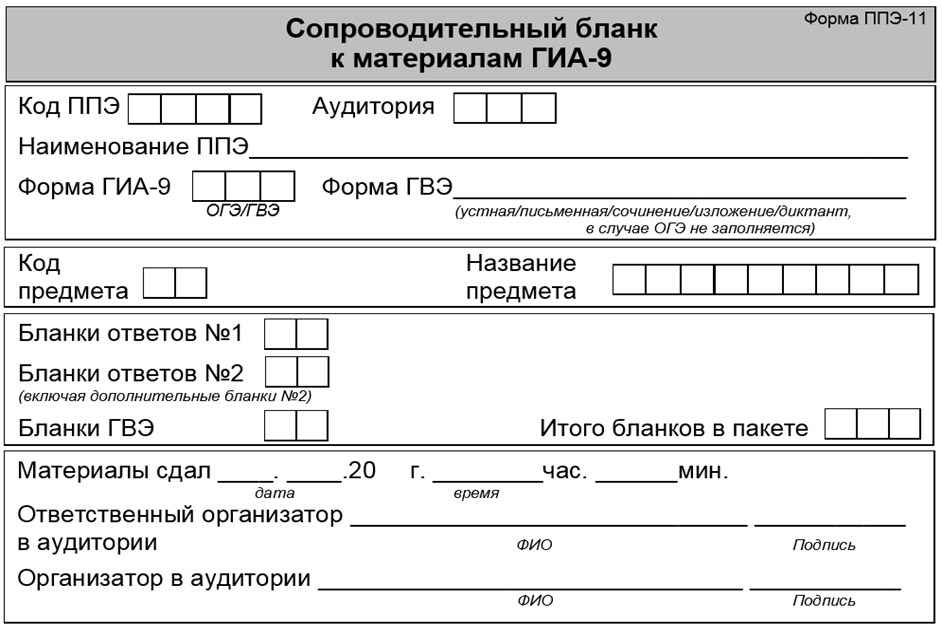 Форма ППЭ-11
Сопроводительный бланк
к материалам ГИА-9
Код ППЭ Аудитория
Наименование ППЭ
Форма ГИА-9 Форма ГВЭ
ОГЭ/ГВЭ (устная/письменная/сочинение/изложение/диктант,
в случае ОГЭ не заполняется)
Код Название
предмета предмета
Бланки ответов №1
Бланки ответов №2
(включая дополнительные бланки №2)
Бланки ГВЭ Итого бланков в пакете
Материалы сдал ____. ____.20 г. ________час. ______мин.
дата время
Ответственный организатор
в аудитории ФИО Подпись
Организатор в аудитории
ФИО Подпись